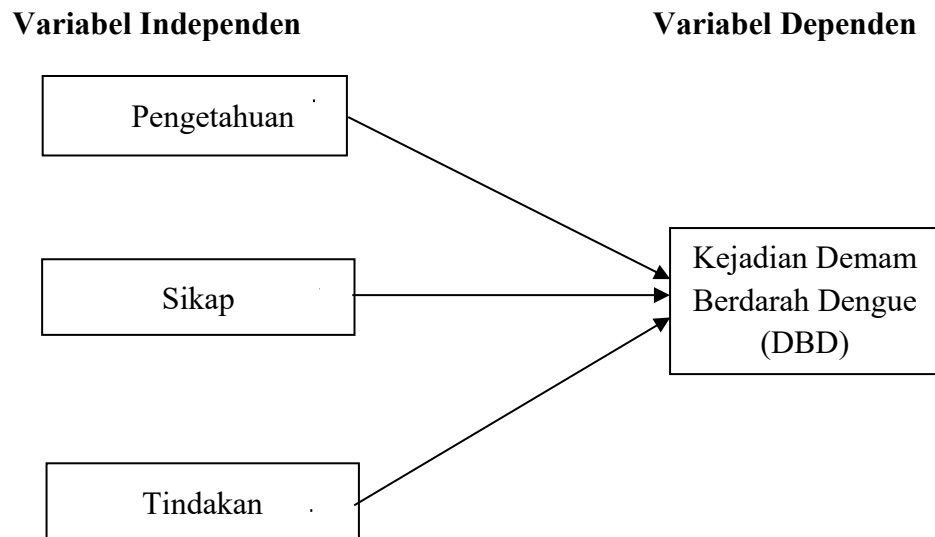 Variabel Independen
Variabel Dependen
Pengetahuan
Sikap
Kejadian Demam
Berdarah Dengue
(DBD)
Tindakan